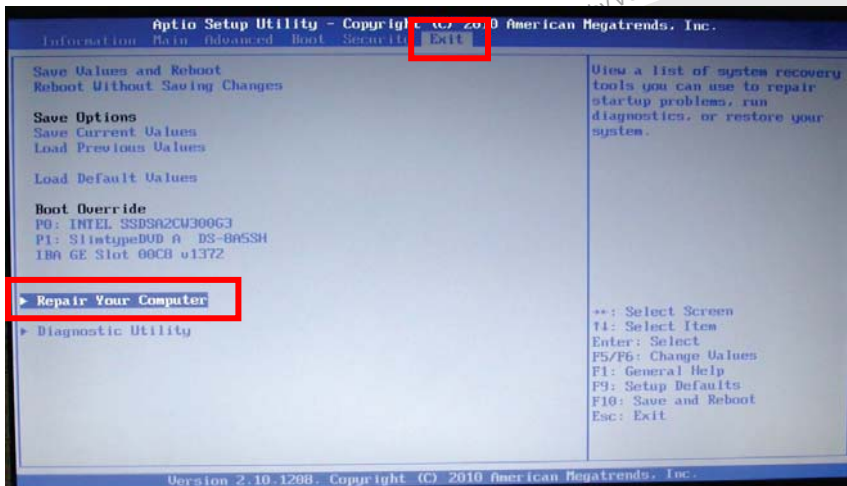 Aptio Setup Utility - Copyright (C) 2010 American Megatrends, Inc.
Information Main Advanced Boot Security Exit
Save Values and Reboot
Reboot Without Saving Changes
Save Options
Save Current Values
Load Previous Values
Load Default Values
Boot Override
P0: INTEL SSDSA2CW300G3
P1: SlimtypeDVD A DS-8A5SH
IBA GE Slot 00C8 v1372
▶ Repair Your Computer
▶ Diagnostic Utility
View a list of system recovery
tools you can use to repair
startup problems, run
diagnostics, or restore your
system.
↔: Select Screen
↑↓: Select Item
Enter: Select
F5/F6: Change Values
F1: General Help
F9: Setup Defaults
F10: Save and Reboot
Esc: Exit
Version 2.10.1208. Copyright (C) 2010 American Megatrends, Inc.